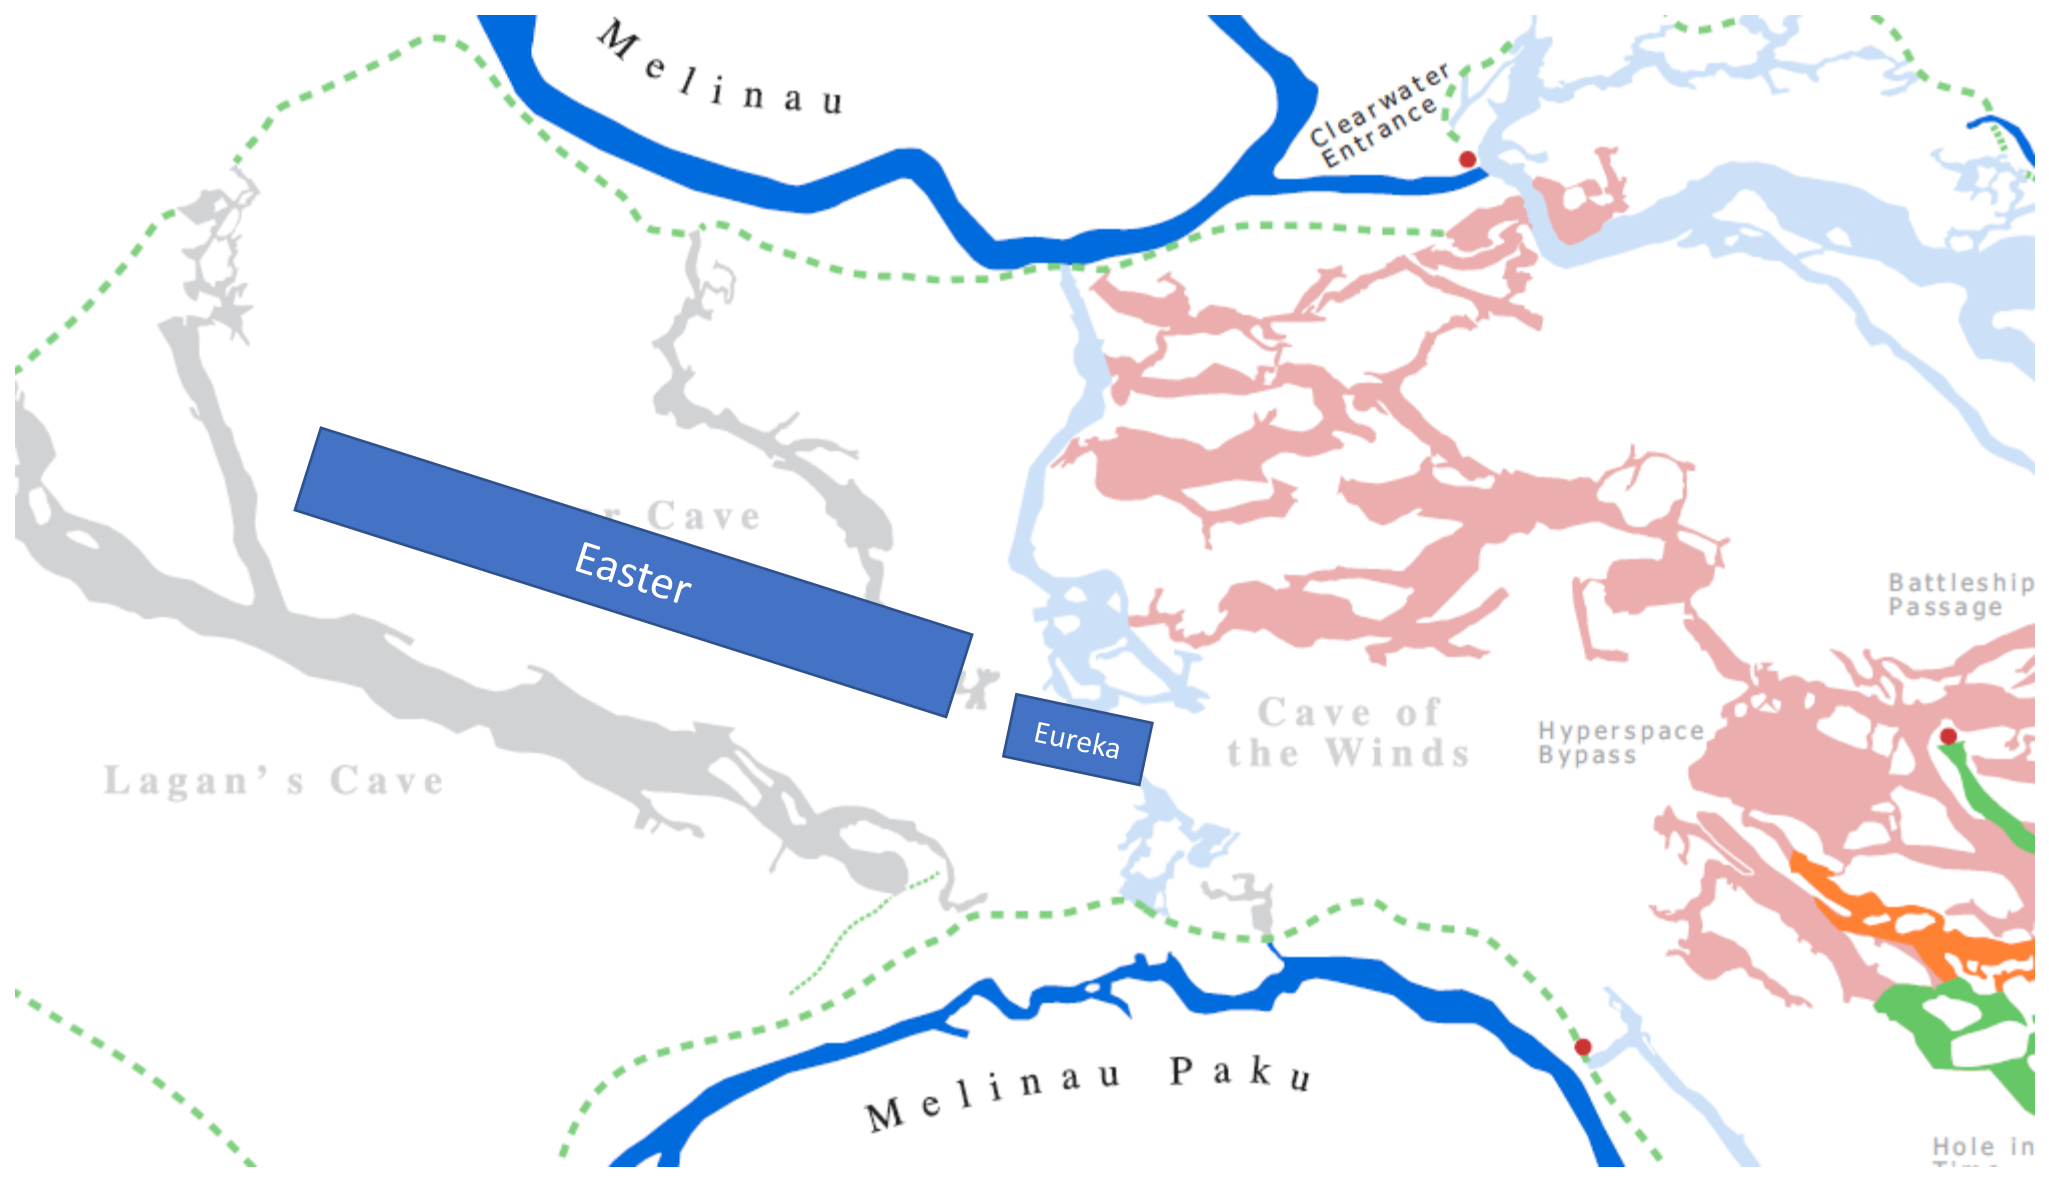 Melinau
Clearwater
Entrance
r Cave
Easter
Battleship
Passage
Eureka
Cave of
the Winds
Hyperspace
Bypass
Lagan's Cave
Melinau Paku
Hole in
Time